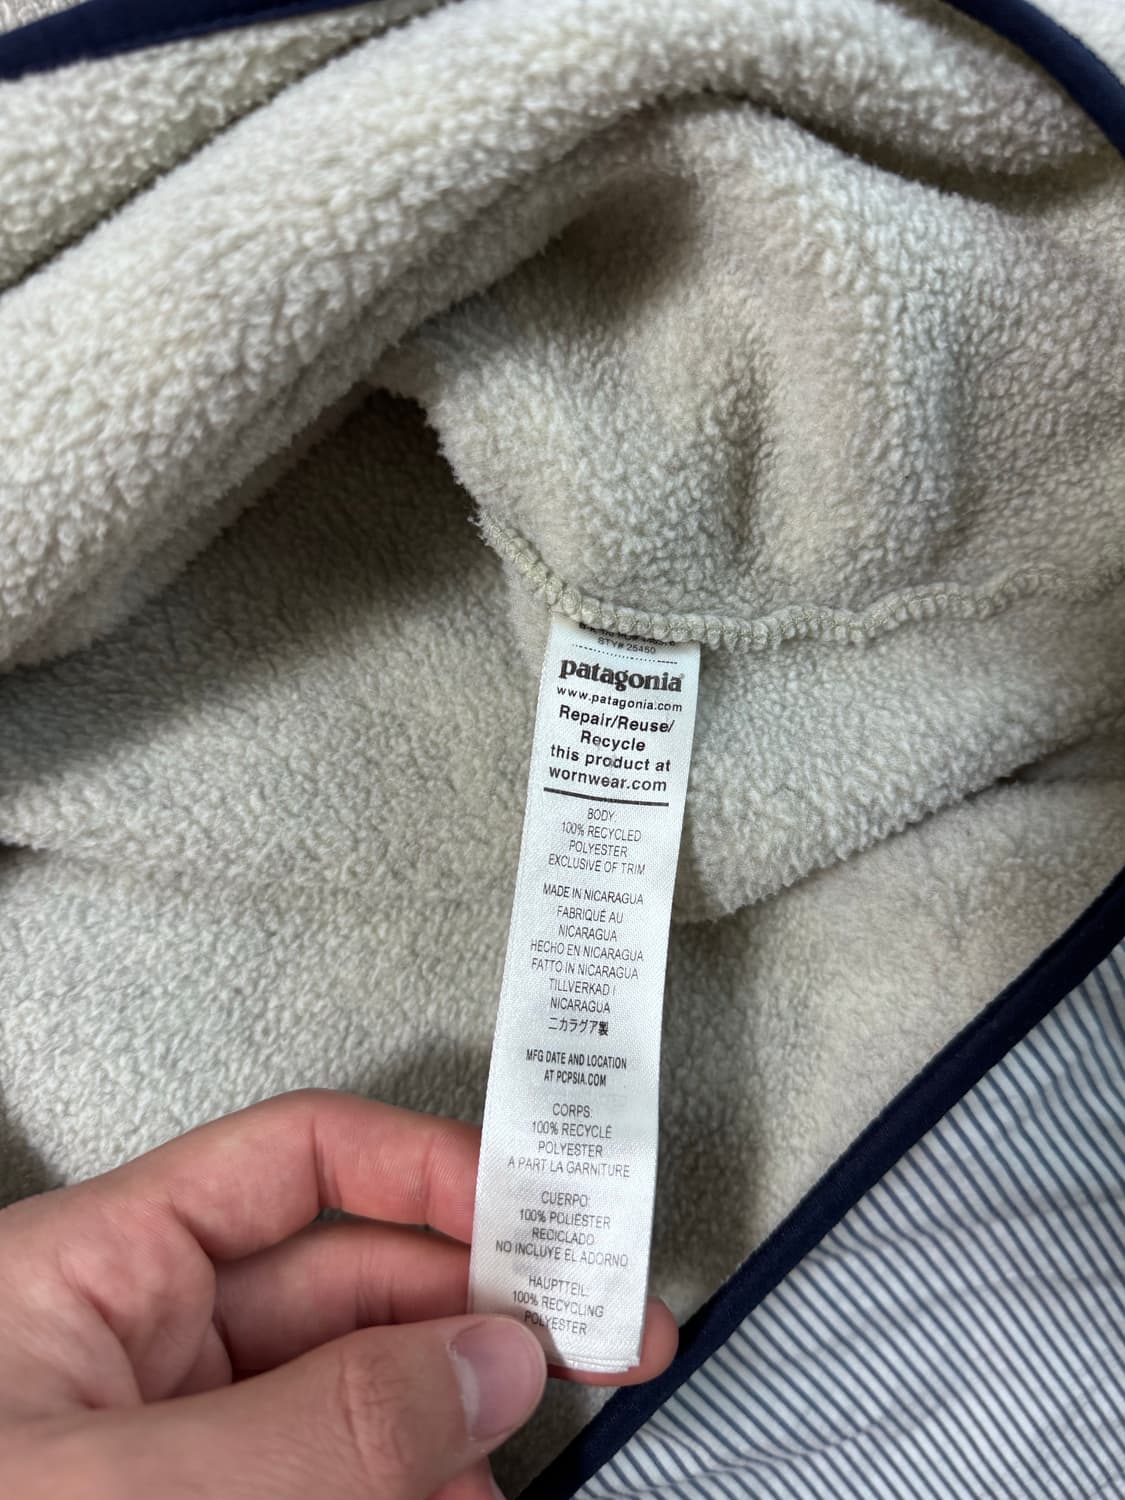 STY# 25450
patagonia
www.patagonia.com
Repair/Reuse/
Recycle
this product at
wornwear.com
BODY:
100% RECYCLED
POLYESTER
EXCLUSIVE OF TRIM
MADE IN NICARAGUA
FABRIQUÉ AU
NICARAGUA
HECHO EN NICARAGUA
FATTO IN NICARAGUA
TILLVERKAD I
NICARAGUA
ニカラグア製
MFG DATE AND LOCATION
AT PCPSIA.COM
CORPS:
100% RECYCLÉ
POLYESTER
A PART LA GARNITURE
CUERPO:
100% POLIÉSTER
RECICLADO
NO INCLUYE EL ADORNO
HAUPTTEIL:
100% RECYCLING
POLYESTER